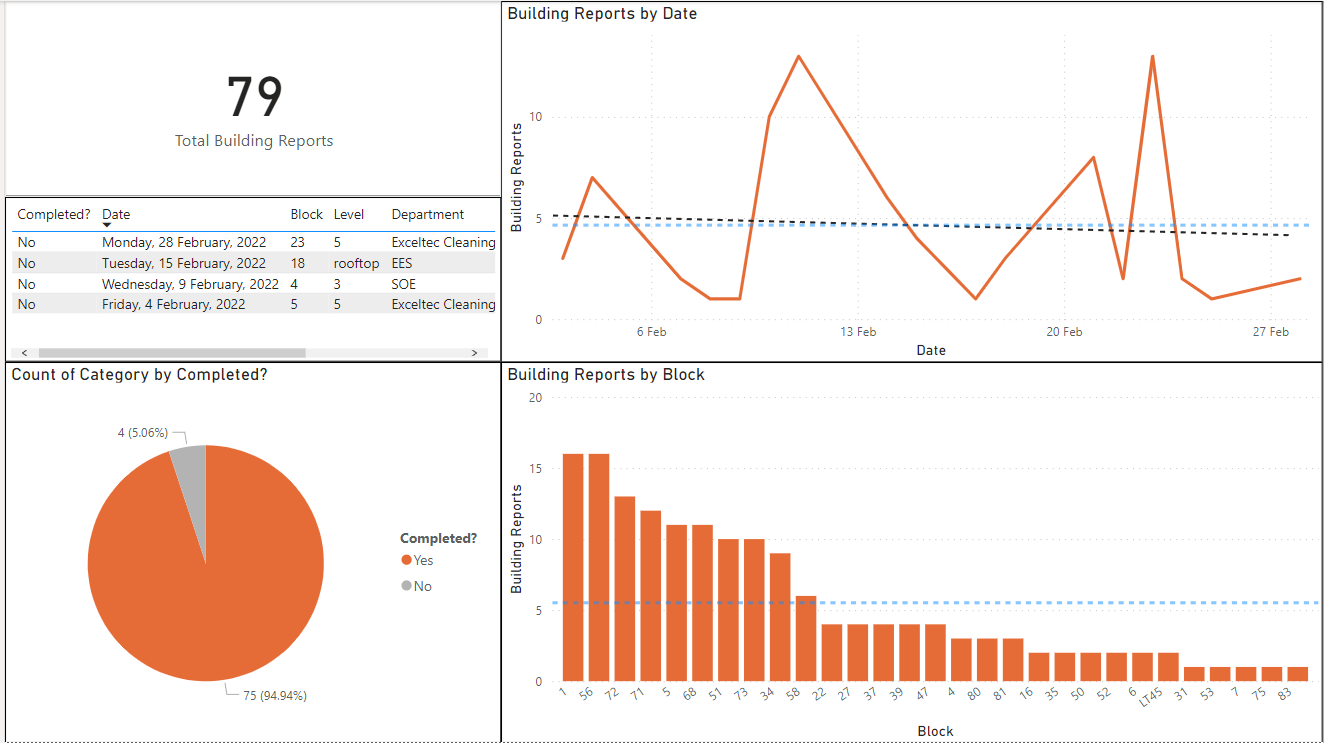 79
Total Building Reports
Completed? Date Block Level Department
No Monday, 28 February, 2022 23 5 Exceltec Cleaning
No Tuesday, 15 February, 2022 18 rooftop EES
No Wednesday, 9 February, 2022 4 3 SOE
No Friday, 4 February, 2022 5 5 Exceltec Cleaning
Building Reports by Date
Building Reports
10
5
0
6 Feb 13 Feb 20 Feb 27 Feb
Date
Count of Category by Completed?
4 (5.06%)
75 (94.94%)
Completed?
Yes
No
Building Reports by Block
Building Reports
20
15
10
5
0
1 56 72 71 5 68 51 73 34 58 22 27 37 39 47 4 80 81 16 35 50 52 6 LT45 31 53 7 75 83
Block